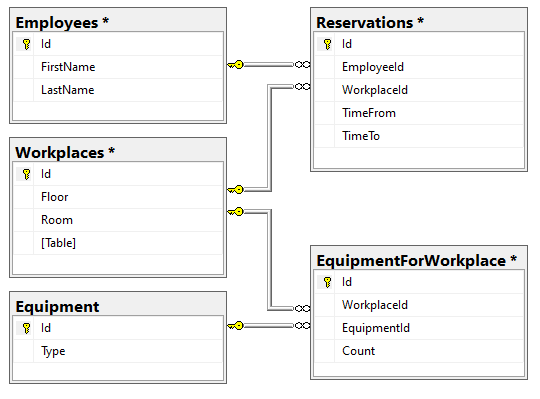 Employees *
Id
FirstName
LastName
Reservations *
Id
EmployeeId
WorkplaceId
TimeFrom
TimeTo
Workplaces *
Id
Floor
Room
[Table]
EquipmentForWorkplace *
Id
WorkplaceId
EquipmentId
Count
Equipment
Id
Type